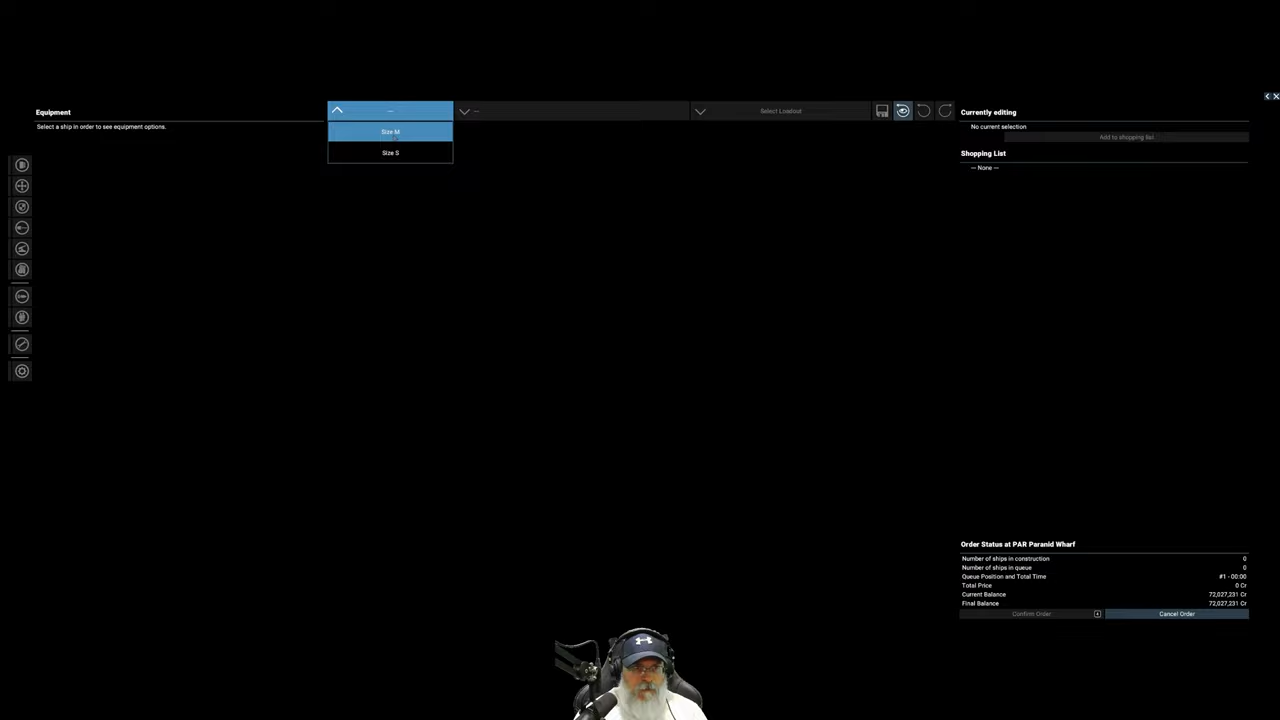 Equipment
Select a ship in order to see equipment options.
Size M
Size S
Select Loadout
Currently editing
No current selection
Add to shopping list
Shopping List
— None —
Order Status at PAR Paranid Wharf
Number of ships in construction 0
Number of ships in queue 0
Queue Position and Total Time #1 - 00:00
Total Price 0 Cr
Current Balance 72,027,231 Cr
Final Balance 72,027,231 Cr
Confirm Order
Cancel Order